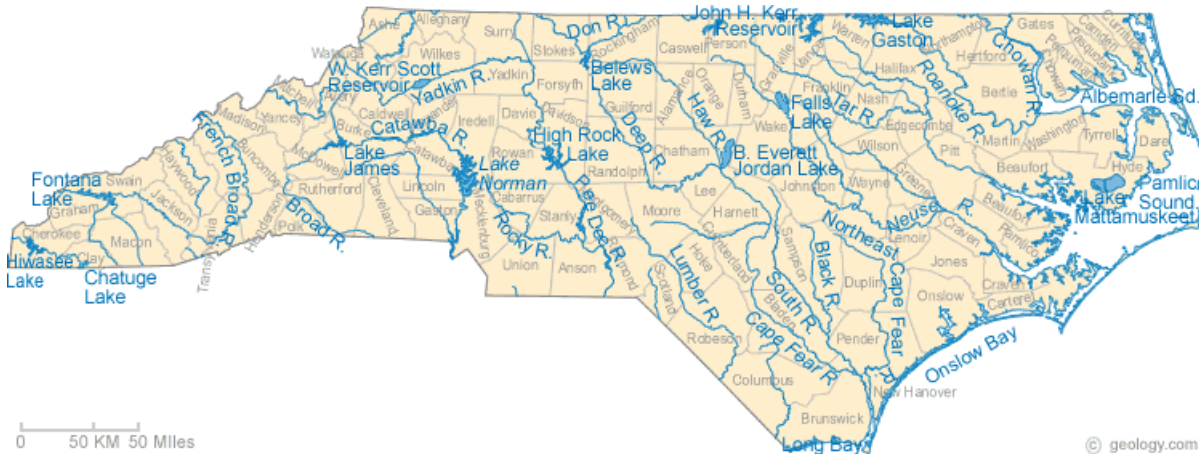 Ashe
Alleghany
Surry
Stokes
Rockingham
Caswell
Person
Granville
Vance
Warren
Northampton
Gates
Camden
Currituck
Pasquotank
Perquimans
Hertford
Halifax
Bertie
Chowan
Don R.
John H. Kerr
Reservoir
Lake
Gaston
Chowan R.
Roanoke R.
Watauga
Wilkes
Yadkin
Forsyth
Guilford
Alamance
Orange
Durham
Franklin
Nash
W. Kerr Scott
Reservoir
Yadkin R.
Belews
Lake
Haw R.
Deep R.
Falls
Lake
Tar R.
Albemarle Sd.
Mitchell
Avery
Yancey
Madison
Caldwell
Burke
Iredell
Davie
Davidson
Rowan
Randolph
Chatham
Wake
Wilson
Edgecombe
Martin
Washington
Tyrrell
Dare
Pitt
Beaufort
Hyde
Catawba R.
Catawba
High Rock
Lake
B. Everett
Jordan Lake
French Broad R.
Haywood
Buncombe
McDowell
Lake
James
Lake
Norman
Rutherford
Cleveland
Lincoln
Gaston
Mecklenburg
Cabarrus
Stanly
Montgomery
Moore
Lee
Harnett
Johnston
Wayne
Greene
Lenoir
Craven
Beaufort
Pamlico
Pamlico
Sound
Lake
Mattamuskeet
Neuse R.
Fontana
Lake
Swain
Graham
Jackson
Cherokee
Macon
Clay
Transylvania
Henderson
Polk
Broad R.
Rocky R.
Pee Dee R.
Union
Anson
Richmond
Scotland
Hoke
Cumberland
Sampson
Duplin
Jones
Onslow
Craven
Carteret
Hiwasee
Lake
Chatuge
Lake
Lumber R.
Cape Fear R.
South R.
Black R.
Northeast Cape Fear R.
Bladen
Robeson
Pender
Columbus
Brunswick
New Hanover
Onslow Bay
Long Bay
0 50 KM 50 MIles
© geology.com